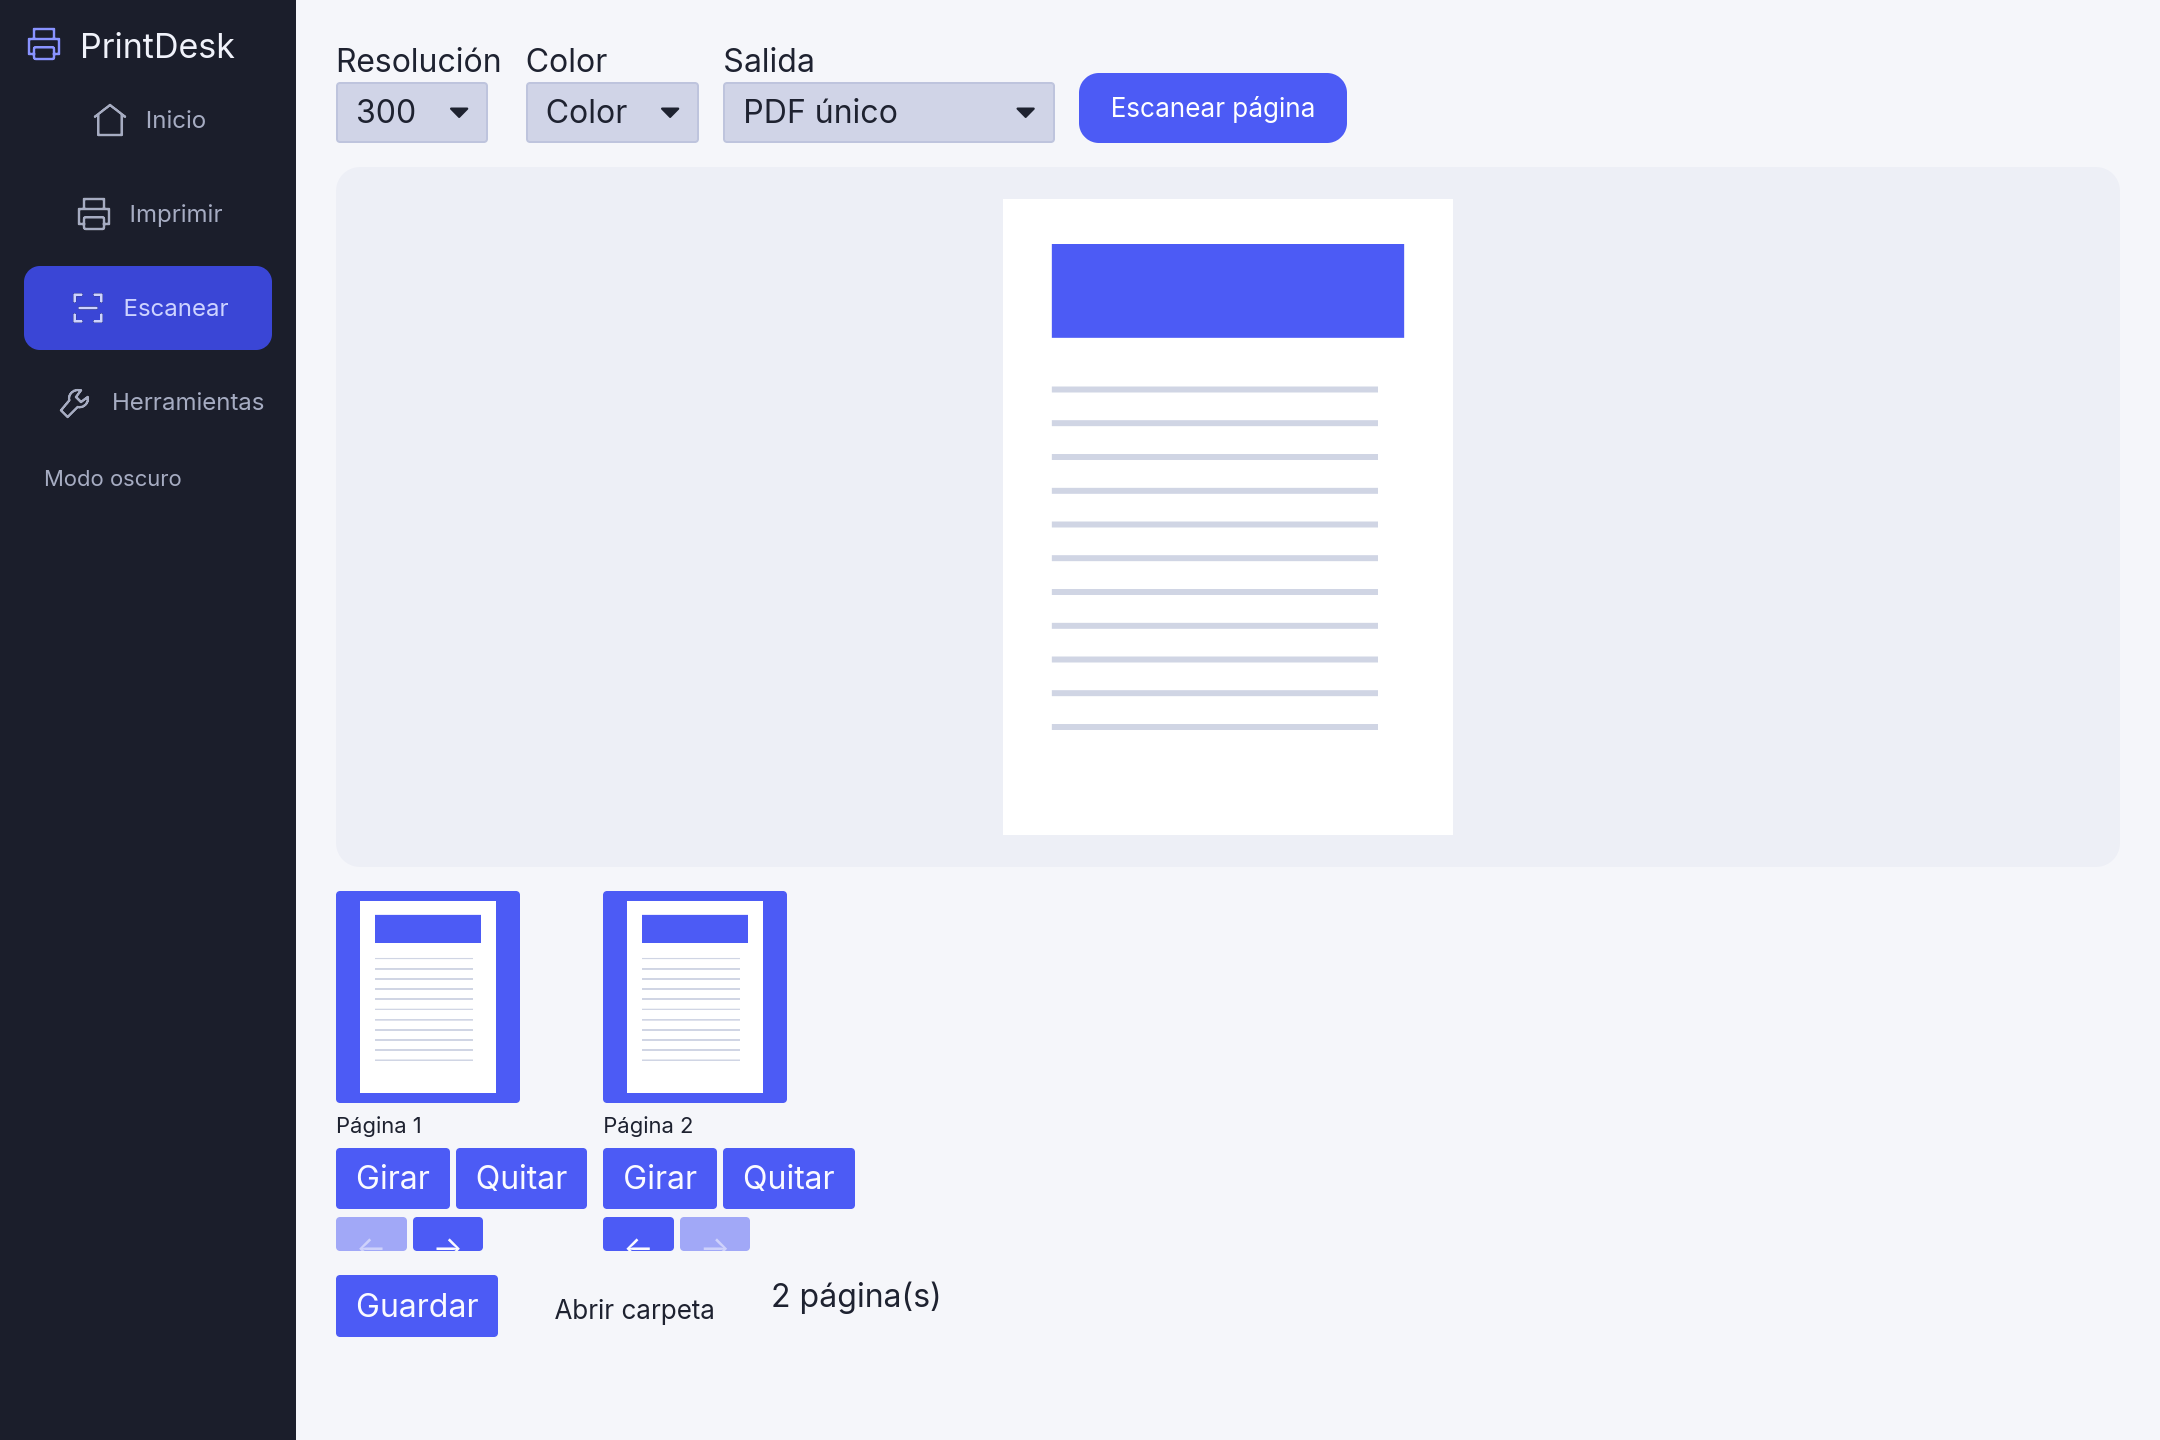 PrintDesk
Inicio
Imprimir
Escanear
Herramientas
Modo oscuro
Resolución Color Salida
300 Color PDF único Escanear página
Página 1 Página 2
Girar Quitar Girar Quitar
← → ← →
Guardar Abrir carpeta 2 página(s)